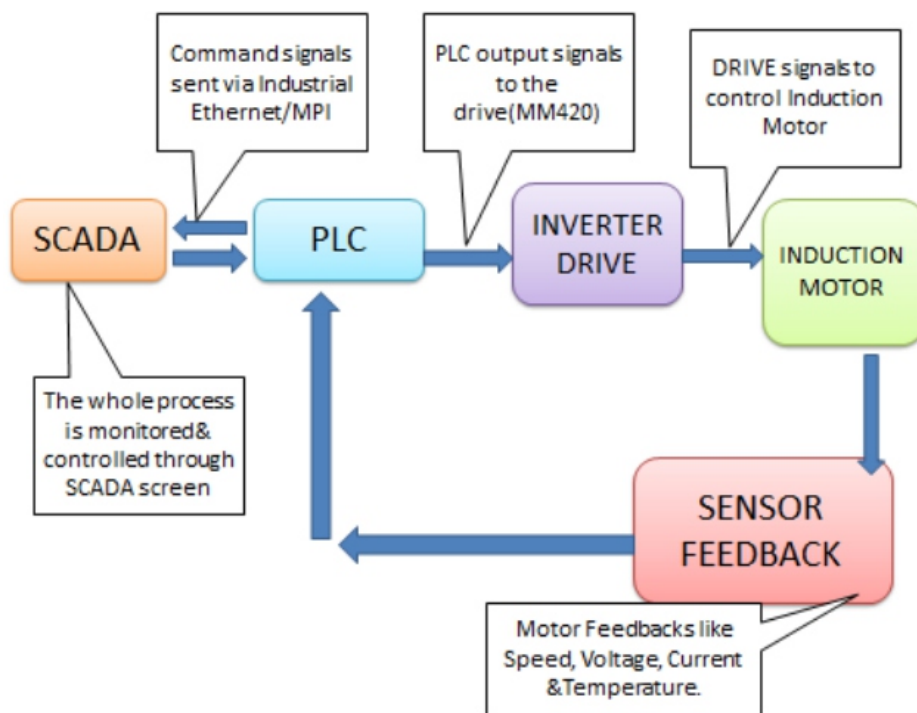 Command signals
sent via Industrial
Ethernet/MPI
PLC output signals
to the
drive(MM420)
DRIVE signals to
control Induction
Motor
SCADA
PLC
INVERTER
DRIVE
INDUCTION
MOTOR
The whole process
is monitored&
controlled through
SCADA screen
SENSOR
FEEDBACK
Motor Feedbacks like
Speed, Voltage, Current
&Temperature.